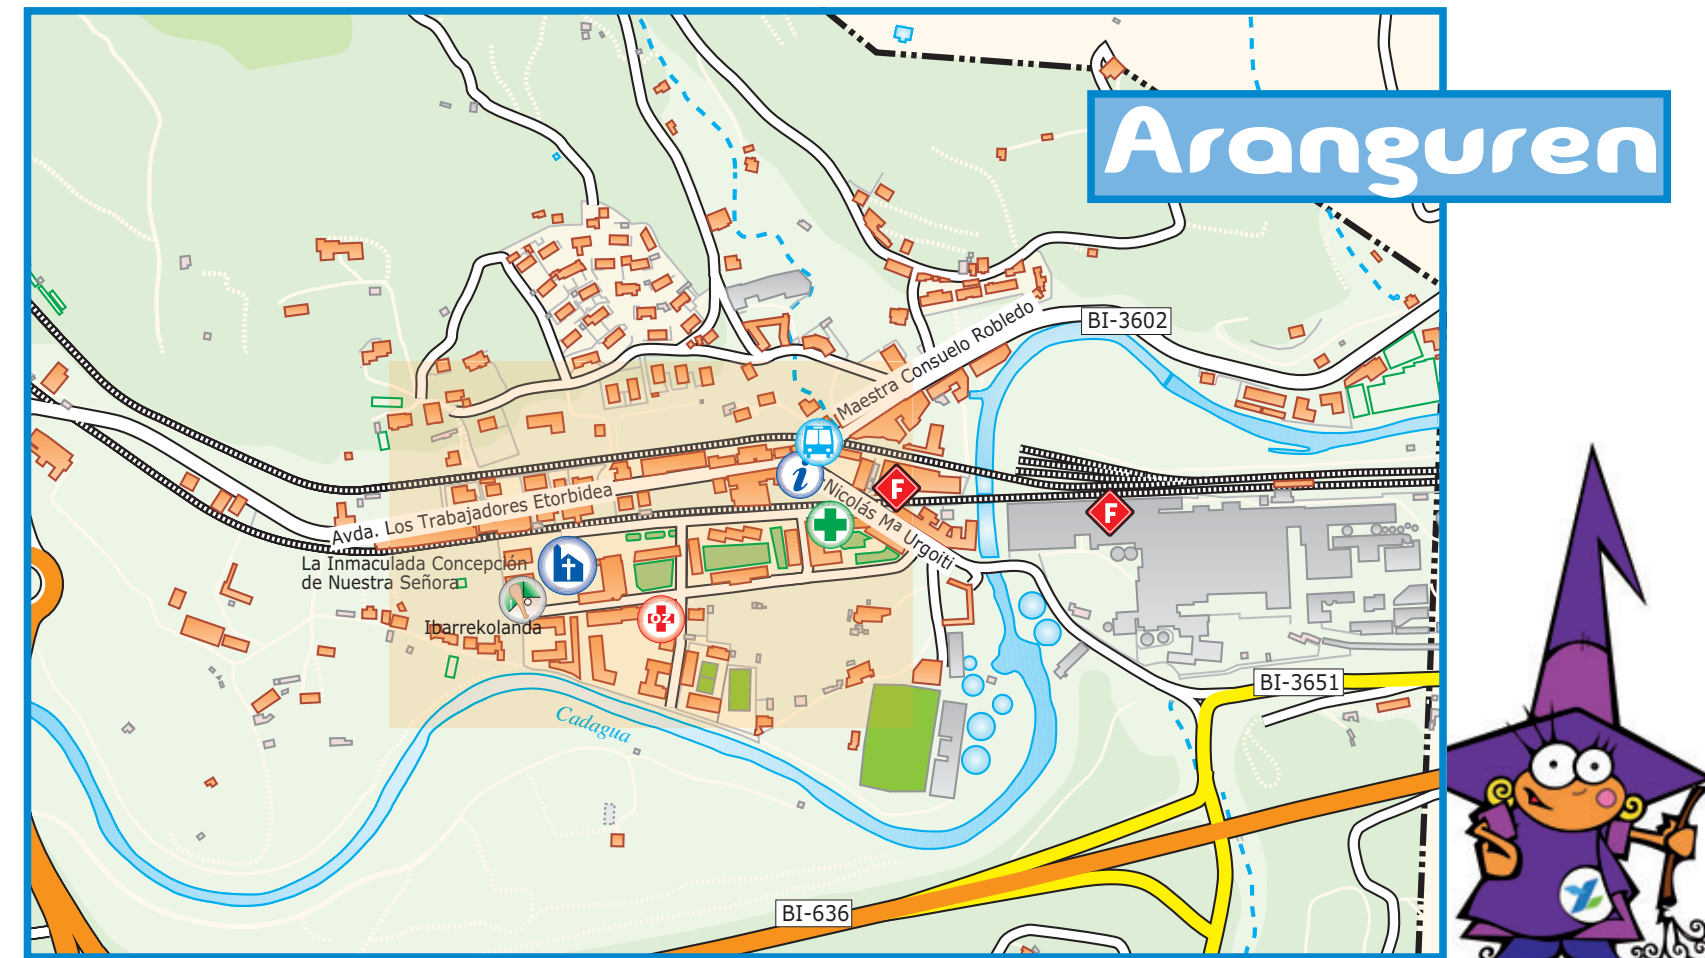 Aranguren
Maestra Consuelo Robledo
BI-3602
i
F
F
Nicolás Mª Urgoiti
Avda. Los Trabajadores Etorbidea
La Inmaculada Concepción
de Nuestra Señora
Ibarrekolanda
OZ
BI-3651
Cadagua
BI-636